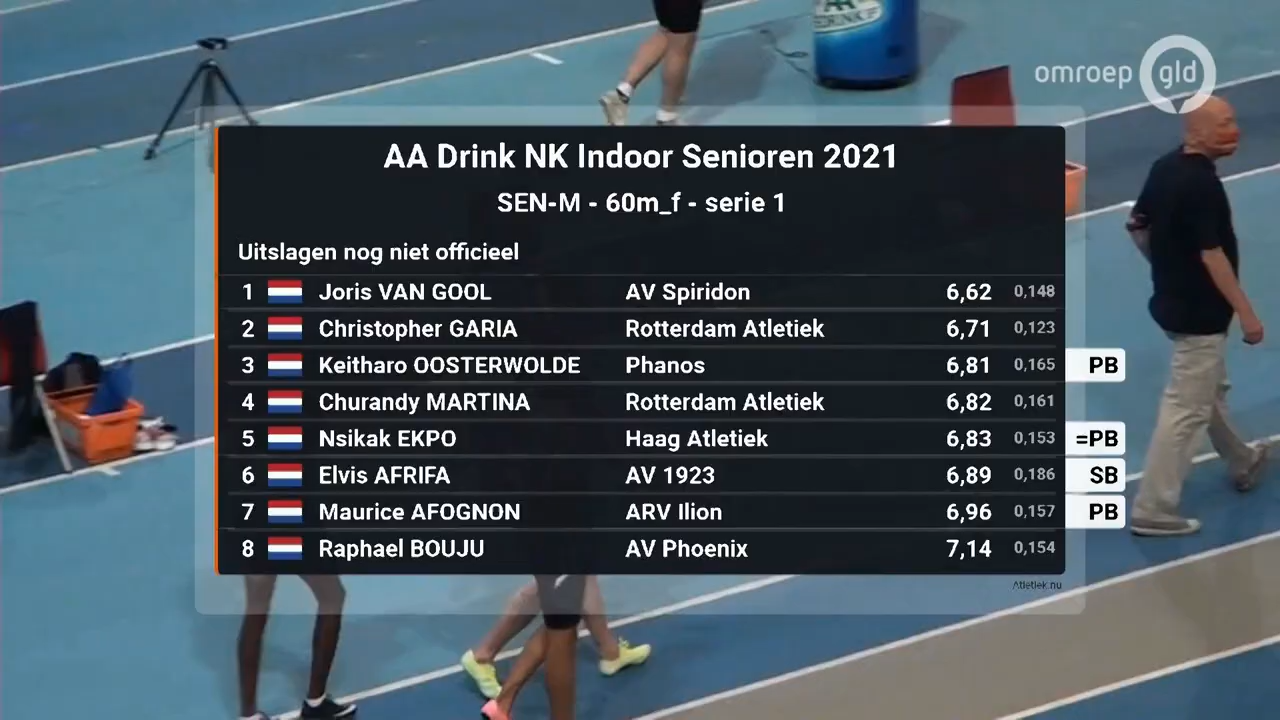 DRINK
omroep gld
AA Drink NK Indoor Senioren 2021
SEN-M - 60m_f - serie 1
Uitslagen nog niet officieel
1 Joris VAN GOOL AV Spiridon 6,62 0,148
2 Christopher GARIA Rotterdam Atletiek 6,71 0,123
3 Keitharo OOSTERWOLDE Phanos 6,81 0,165 PB
4 Churandy MARTINA Rotterdam Atletiek 6,82 0,161
5 Nsikak EKPO Haag Atletiek 6,83 0,153 =PB
6 Elvis AFRIFA AV 1923 6,89 0,186 SB
7 Maurice AFOGNON ARV Ilion 6,96 0,157 PB
8 Raphael BOUJU AV Phoenix 7,14 0,154
Atletiek.nu